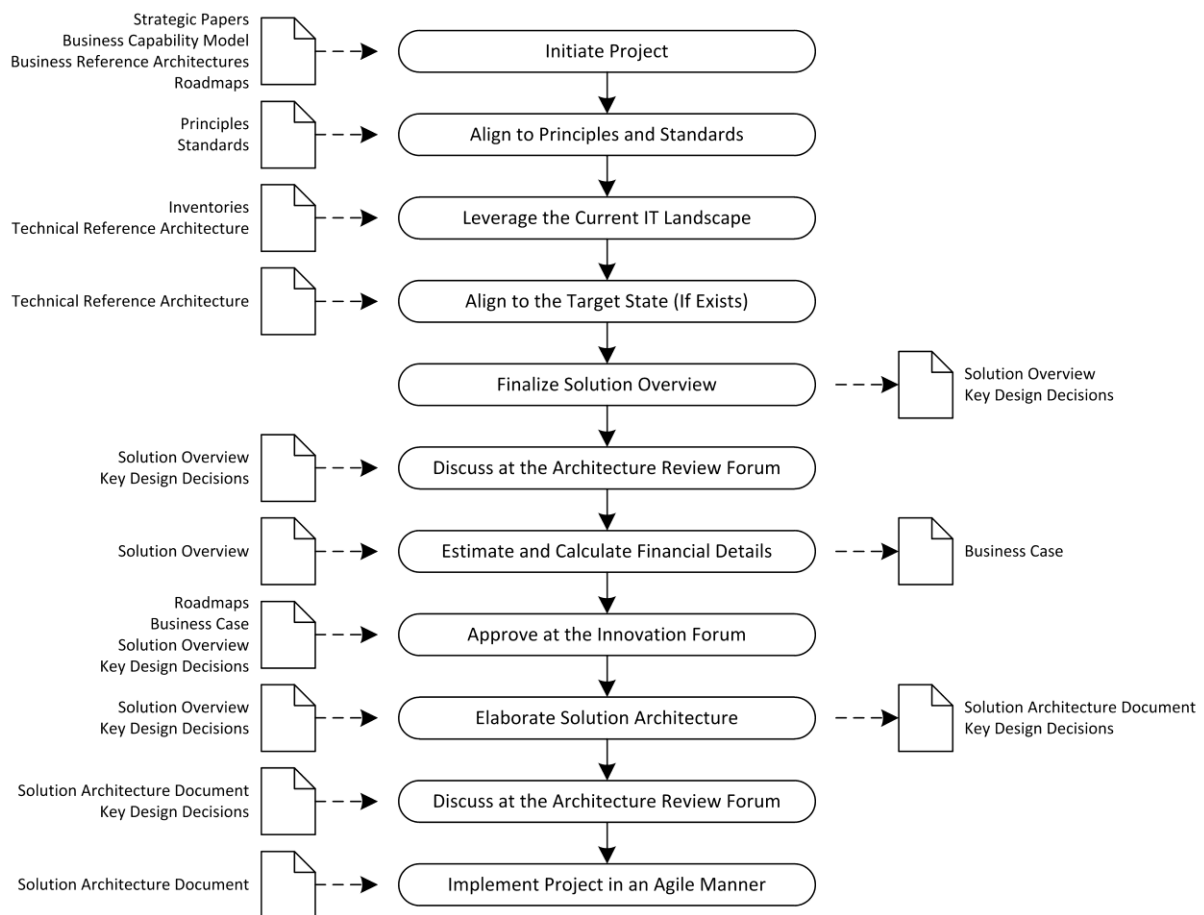 Strategic Papers
Business Capability Model
Business Reference Architectures
Roadmaps
Initiate Project
Principles
Standards
Align to Principles and Standards
Inventories
Technical Reference Architecture
Leverage the Current IT Landscape
Technical Reference Architecture
Align to the Target State (If Exists)
Finalize Solution Overview
Solution Overview
Key Design Decisions
Solution Overview
Key Design Decisions
Discuss at the Architecture Review Forum
Solution Overview
Estimate and Calculate Financial Details
Business Case
Roadmaps
Business Case
Solution Overview
Key Design Decisions
Approve at the Innovation Forum
Solution Overview
Key Design Decisions
Elaborate Solution Architecture
Solution Architecture Document
Key Design Decisions
Solution Architecture Document
Key Design Decisions
Discuss at the Architecture Review Forum
Solution Architecture Document
Implement Project in an Agile Manner